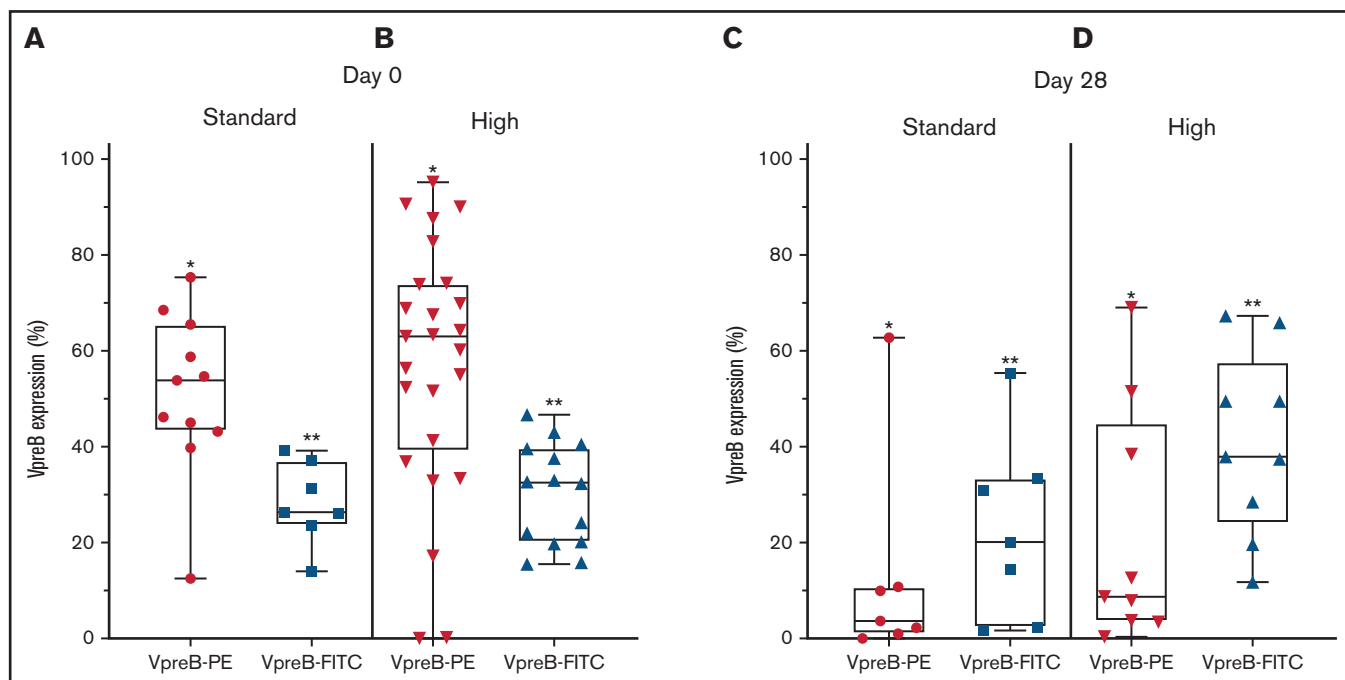 A
B
Day 0
Standard
High
VpreB expression (%)
100
80
60
40
20
0
*
**
*
**
VpreB-PE
VpreB-FITC
VpreB-PE
VpreB-FITC
C
D
Day 28
Standard
High
VpreB expression (%)
100
80
60
40
20
0
*
**
*
**
VpreB-PE
VpreB-FITC
VpreB-PE
VpreB-FITC